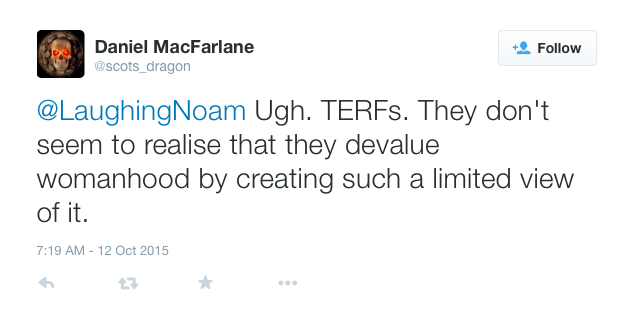 Daniel MacFarlane
@scots_dragon
Follow
@LaughingNoam Ugh. TERFs. They don't
seem to realise that they devalue
womanhood by creating such a limited view
of it.
7:19 AM - 12 Oct 2015